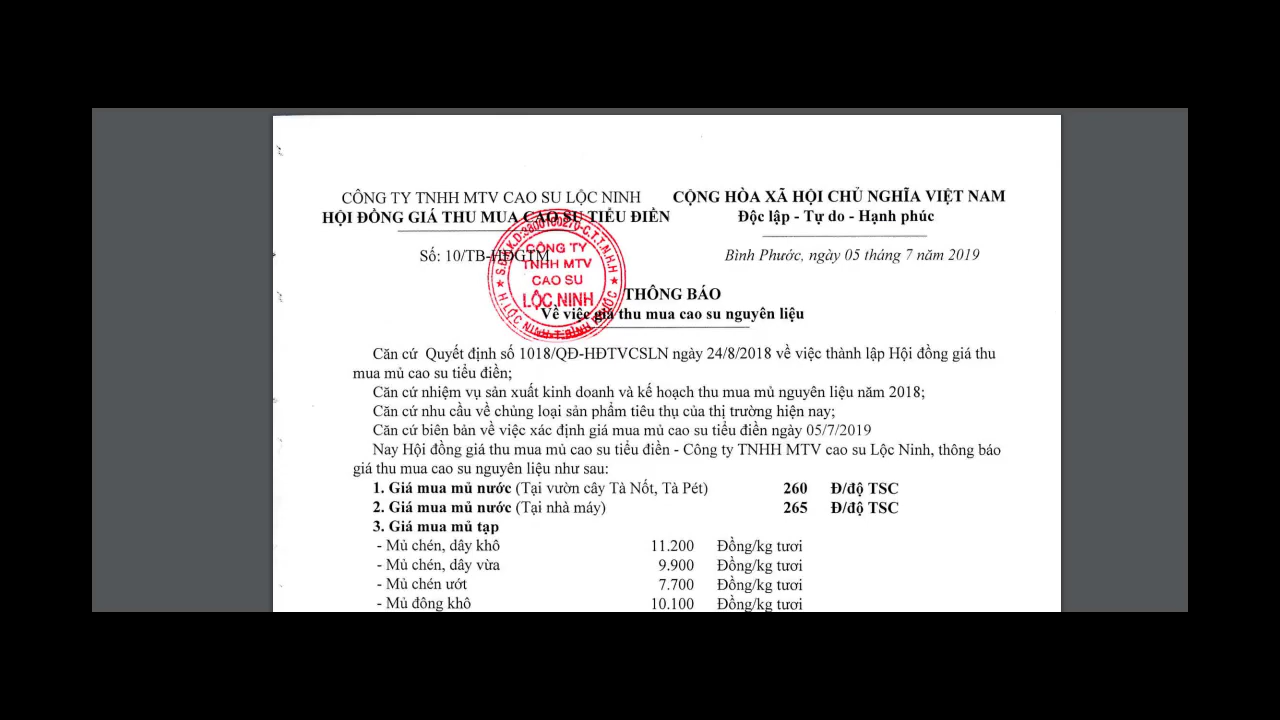 CÔNG TY TNHH MTV CAO SU LỘC NINH
HỘI ĐỒNG GIÁ THU MUA CAO SU TIỂU ĐIỀN
CỘNG HÒA XÃ HỘI CHỦ NGHĨA VIỆT NAM
Độc lập - Tự do - Hạnh phúc
Số: 10/TB-HĐGTM
Bình Phước, ngày 05 tháng 7 năm 2019
S.Đ.K.K.D:3800100270-C.T.T.N.H.H
CÔNG TY
TNHH MTV
CAO SU
LỘC NINH
H.LỘC NINH-T.BÌNH PHƯỚC
THÔNG BÁO
Về việc giá thu mua cao su nguyên liệu
Căn cứ Quyết định số 1018/QĐ-HĐTVCSLN ngày 24/8/2018 về việc thành lập Hội đồng giá thu
mua mủ cao su tiểu điền;
Căn cứ nhiệm vụ sản xuất kinh doanh và kế hoạch thu mua mủ nguyên liệu năm 2018;
Căn cứ nhu cầu về chủng loại sản phẩm tiêu thụ của thị trường hiện nay;
Căn cứ biên bản về việc xác định giá mua mủ cao su tiểu điền ngày 05/7/2019
Nay Hội đồng giá thu mua mủ cao su tiểu điền - Công ty TNHH MTV cao su Lộc Ninh, thông báo
giá thu mua cao su nguyên liệu như sau:
1. Giá mua mủ nước (Tại vườn cây Tà Nốt, Tà Pét) 260 Đ/độ TSC
2. Giá mua mủ nước (Tại nhà máy) 265 Đ/độ TSC
3. Giá mua mủ tạp
- Mủ chén, dây khô 11.200 Đồng/kg tươi
- Mủ chén, dây vừa 9.900 Đồng/kg tươi
- Mủ chén ướt 7.700 Đồng/kg tươi
- Mủ đông khô 10.100 Đồng/kg tươi